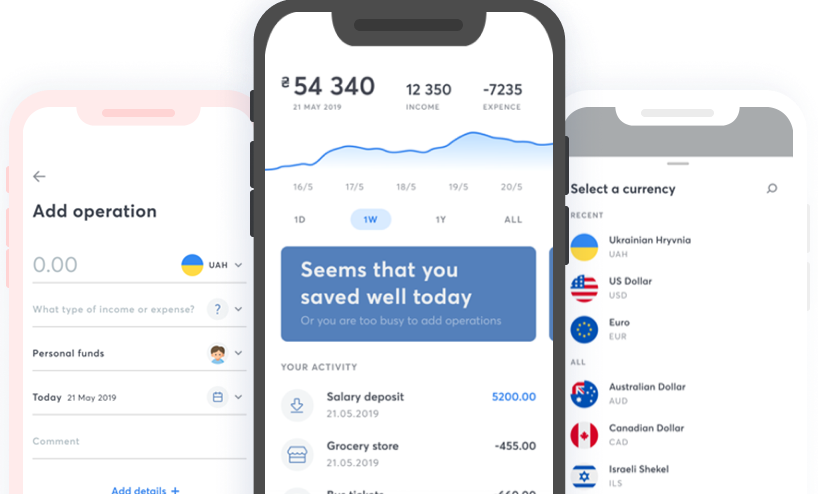 Add operation
0.00
UAH
What type of income or expense?
?
Personal funds
Today 21 May 2019
Comment
Add details +
₴ 54 340
21 MAY 2019
12 350
INCOME
-7235
EXPENCE
16/5 17/5 18/5 19/5 20/5
1D 1W 1Y ALL
Seems that you
saved well today
Or you are too busy to add operations
YOUR ACTIVITY
Salary deposit 5200.00
21.05.2019
Grocery store -455.00
21.05.2019
Select a currency
RECENT
Ukrainian Hryvnia
UAH
US Dollar
USD
Euro
EUR
ALL
Australian Dollar
AUD
Canadian Dollar
CAD
Israeli Shekel
ILS